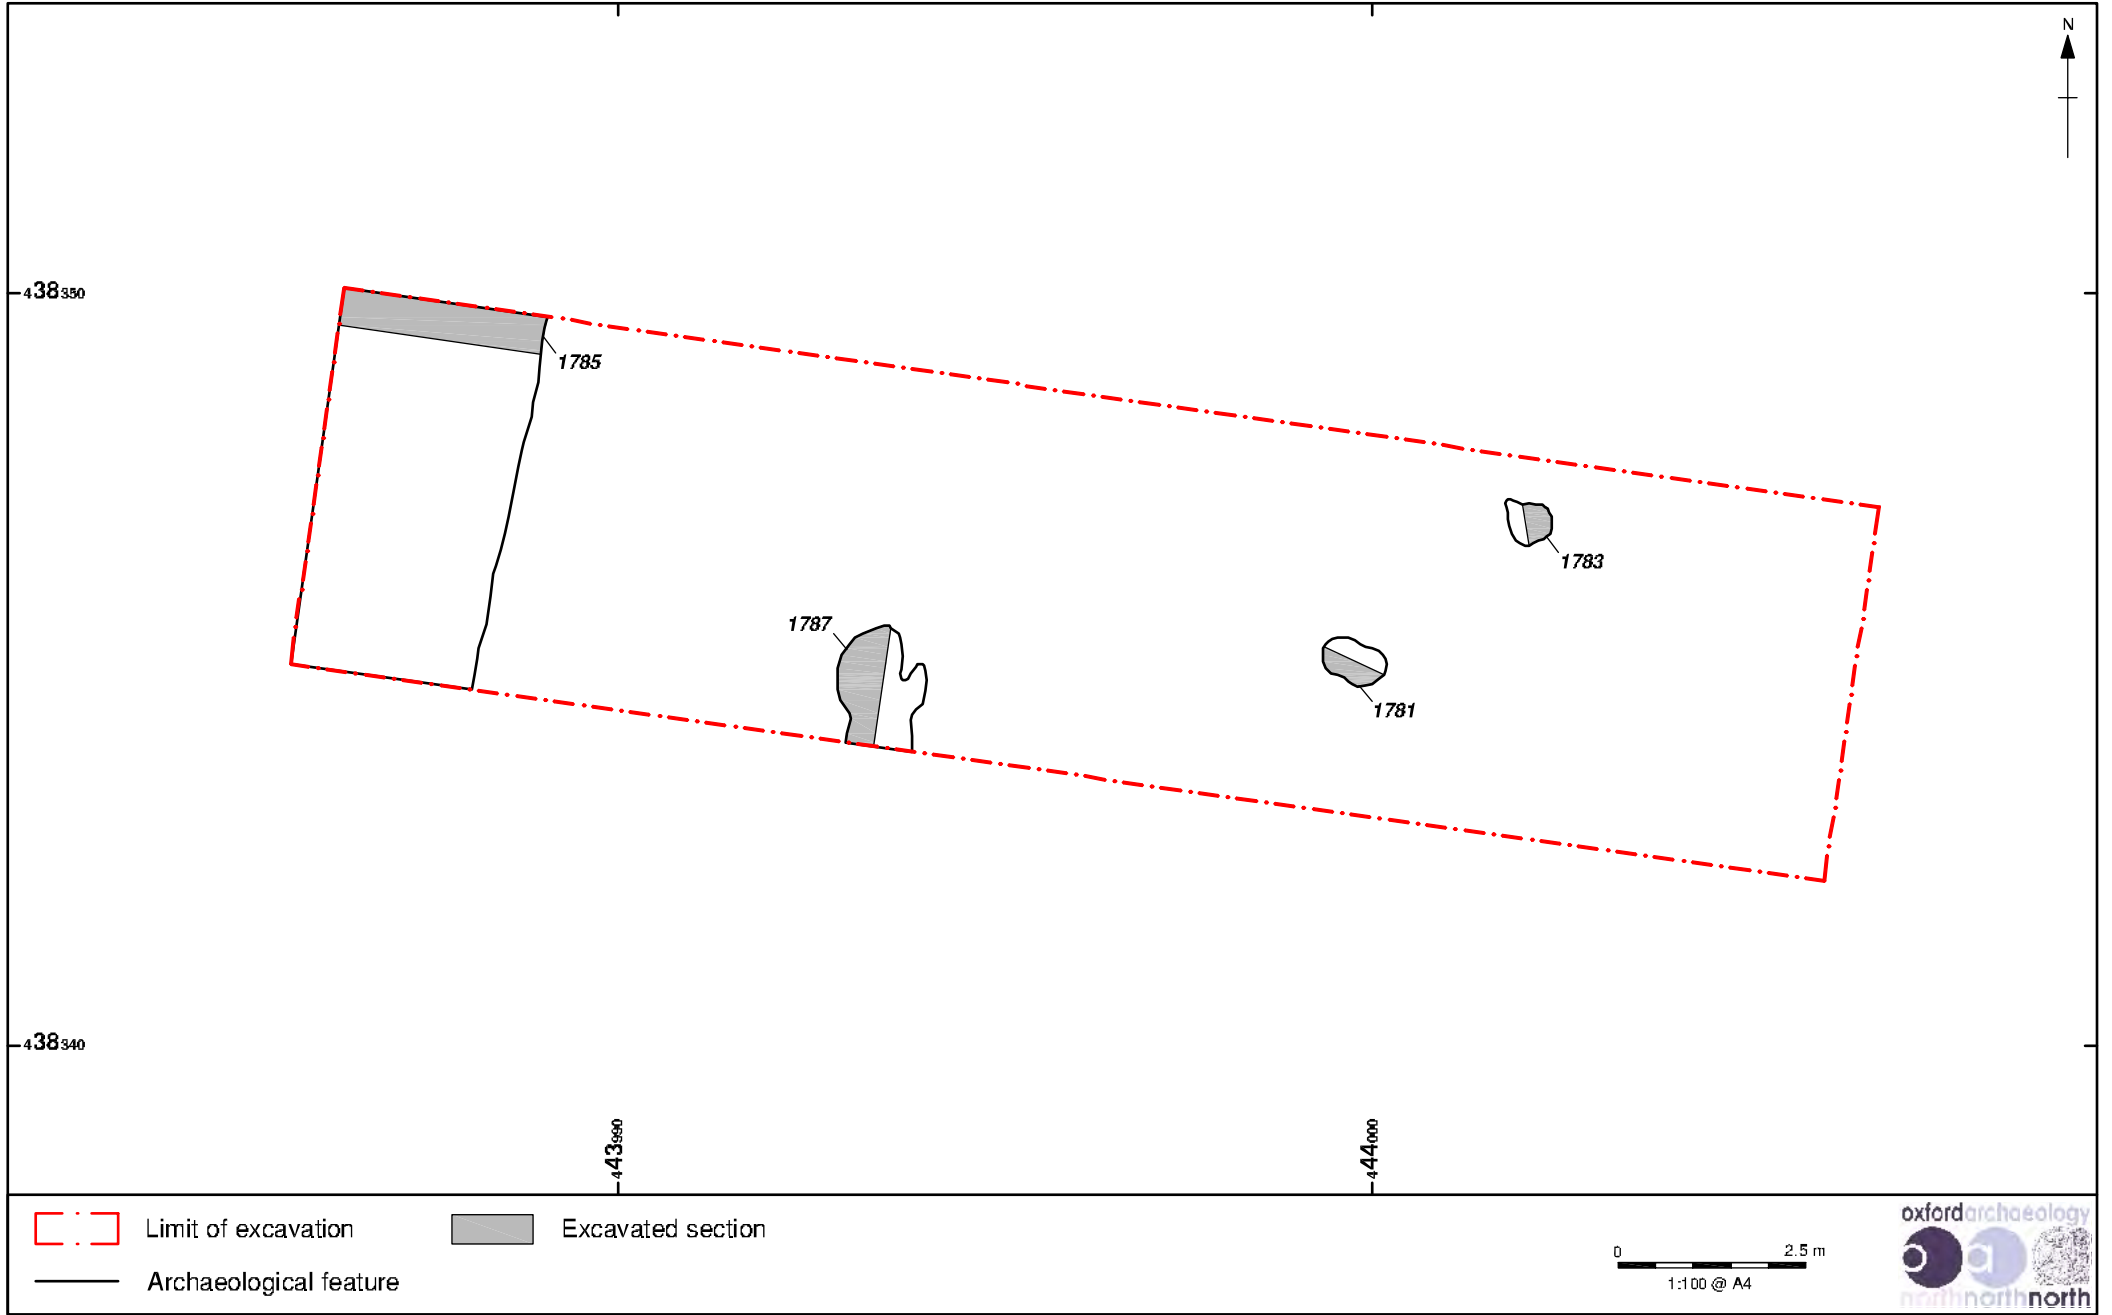 N
438350
1785
1783
1787
1781
438340
443990
444000
Limit of excavation
Excavated section
Archaeological feature
0 2.5 m
1:100 @ A4
oxfordarchaeology
northnorthnorth